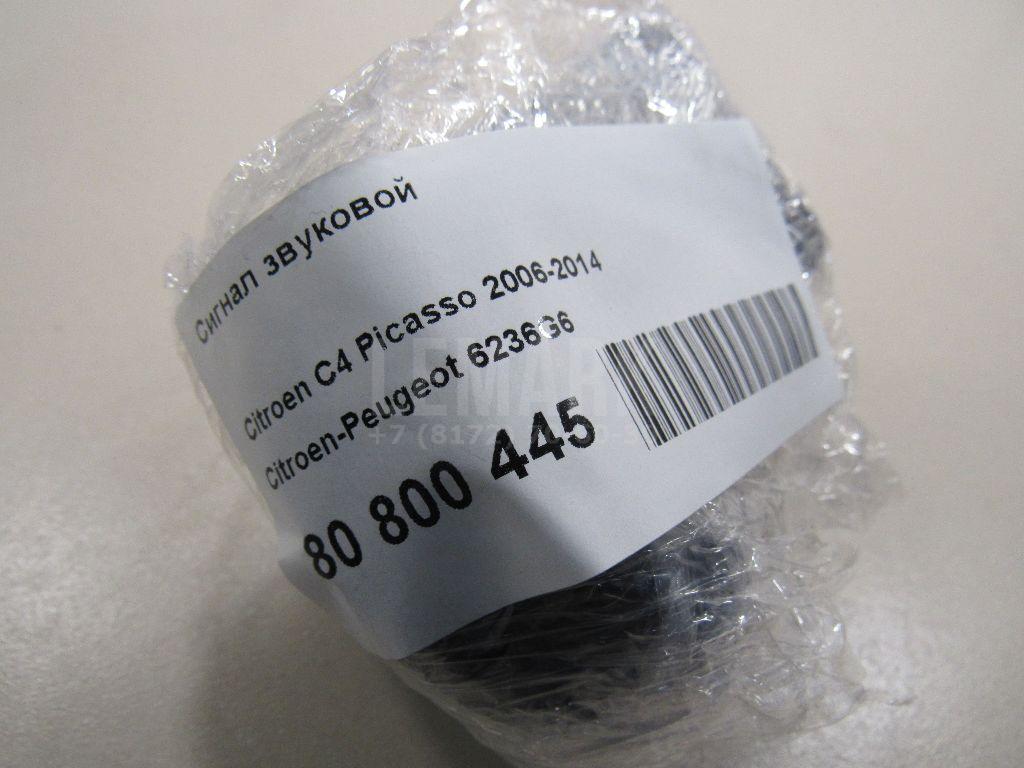 Сигнал звуковой
Citroen C4 Picasso 2006-2014
Citroen-Peugeot 6236G6
80 800 445